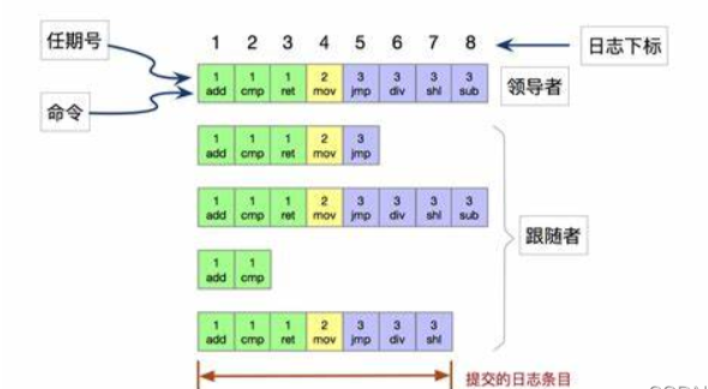 任期号
1 2 3 4 5 6 7 8
日志下标
1 1 1 2 3 3 3 3
add cmp ret mov jmp div shl sub
领导者
命令
1 1 1 2 3
add cmp ret mov jmp
1 1 1 2 3 3 3 3
add cmp ret mov jmp div shl sub
跟随者
1 1
add cmp
1 1 1 2 3 3 3
add cmp ret mov jmp div shl
提交的日志条目